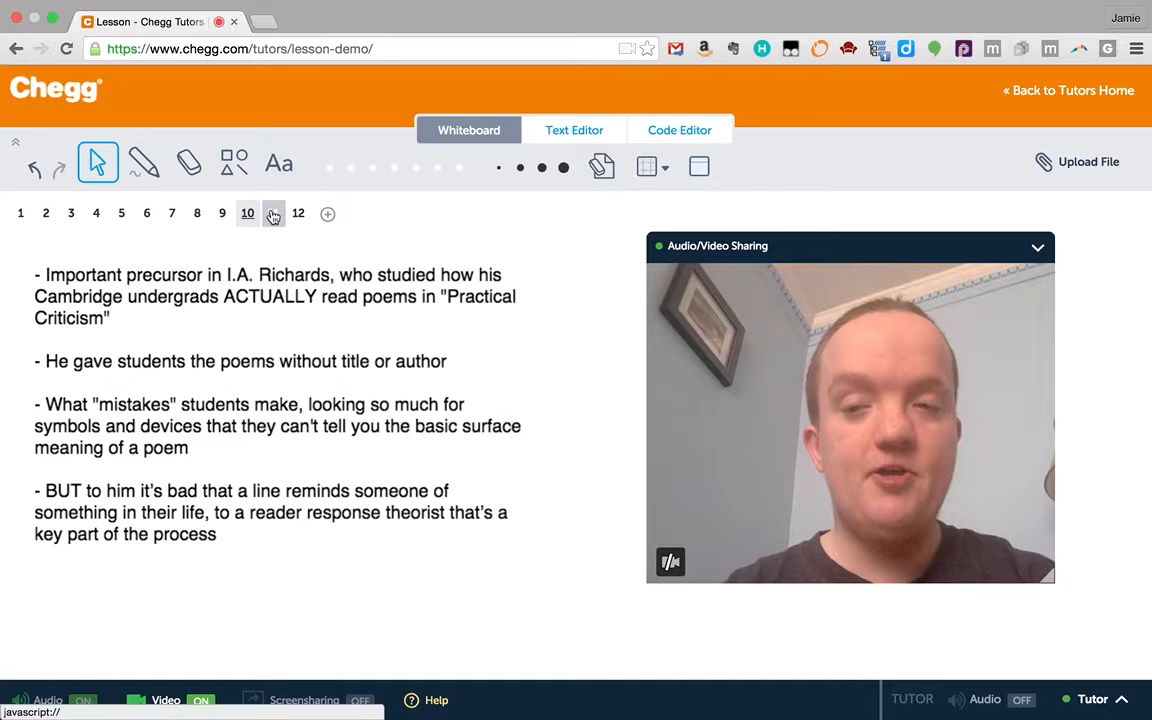 Lesson - Chegg Tutors
Jamie
https://www.chegg.com/tutors/lesson-demo/
Chegg
« Back to Tutors Home
Whiteboard Text Editor Code Editor
Aa
Upload File
1 2 3 4 5 6 7 8 9 10 12
Audio/Video Sharing
- Important precursor in I.A. Richards, who studied how his
Cambridge undergrads ACTUALLY read poems in "Practical
Criticism"
- He gave students the poems without title or author
- What "mistakes" students make, looking so much for
symbols and devices that they can't tell you the basic surface
meaning of a poem
- BUT to him it's bad that a line reminds someone of
something in their life, to a reader response theorist that's a
key part of the process
Audio ON Video ON Screensharing OFF Help TUTOR Audio OFF Tutor
javascript://